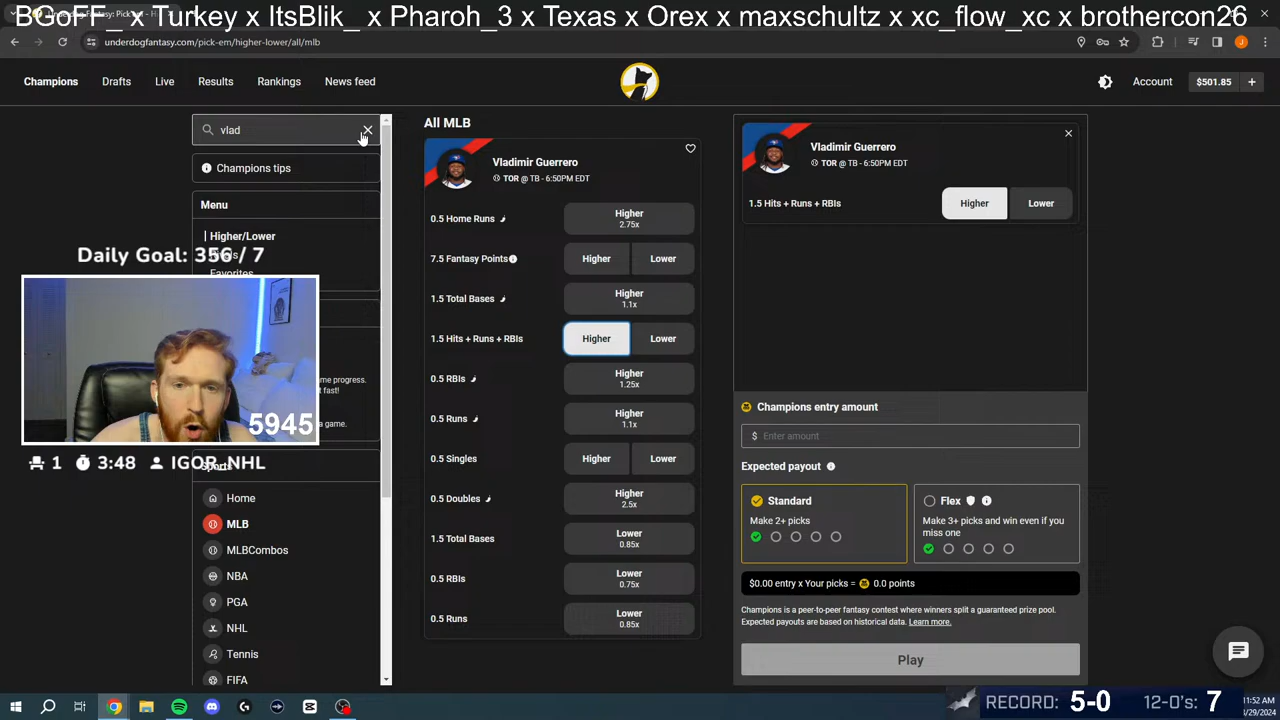 BGoFF_ x Turkey x ItsBlik_ x Pharoh_3 x Texas x Orex x maxschultz x xc_flow_xc x brothercon26
underdogfantasy.com/pick-em/higher-lower/all/mlb
Champions Drafts Live Results Rankings News feed
Account $501.85 +
vlad
Champions tips
Menu
Higher/Lower
Favorites
Daily Goal: 356 / 7
5945
1 3:48 IGOR_NHL
Home
MLB
MLBCombos
NBA
PGA
NHL
Tennis
FIFA
All MLB
Vladimir Guerrero
TOR @ TB - 6:50PM EDT
0.5 Home Runs Higher 2.75x
7.5 Fantasy Points Higher Lower
1.5 Total Bases Higher 1.1x
1.5 Hits + Runs + RBIs Higher Lower
0.5 RBIs Higher 1.25x
0.5 Runs Higher 1.1x
0.5 Singles Higher Lower
0.5 Doubles Higher 2.5x
1.5 Total Bases Lower 0.85x
0.5 RBIs Lower 0.75x
0.5 Runs Lower 0.85x
Vladimir Guerrero
TOR @ TB - 6:50PM EDT
1.5 Hits + Runs + RBIs Higher Lower
Champions entry amount
$ Enter amount
Expected payout
Standard
Make 2+ picks
Flex
Make 3+ picks and win even if you
miss one
$0.00 entry x Your picks = 0.0 points
Champions is a peer-to-peer fantasy contest where winners split a guaranteed prize pool.
Expected payouts are based on historical data. Learn more.
Play
RECORD: 5-0 12-0's: 7
11:52 AM
/29/2024